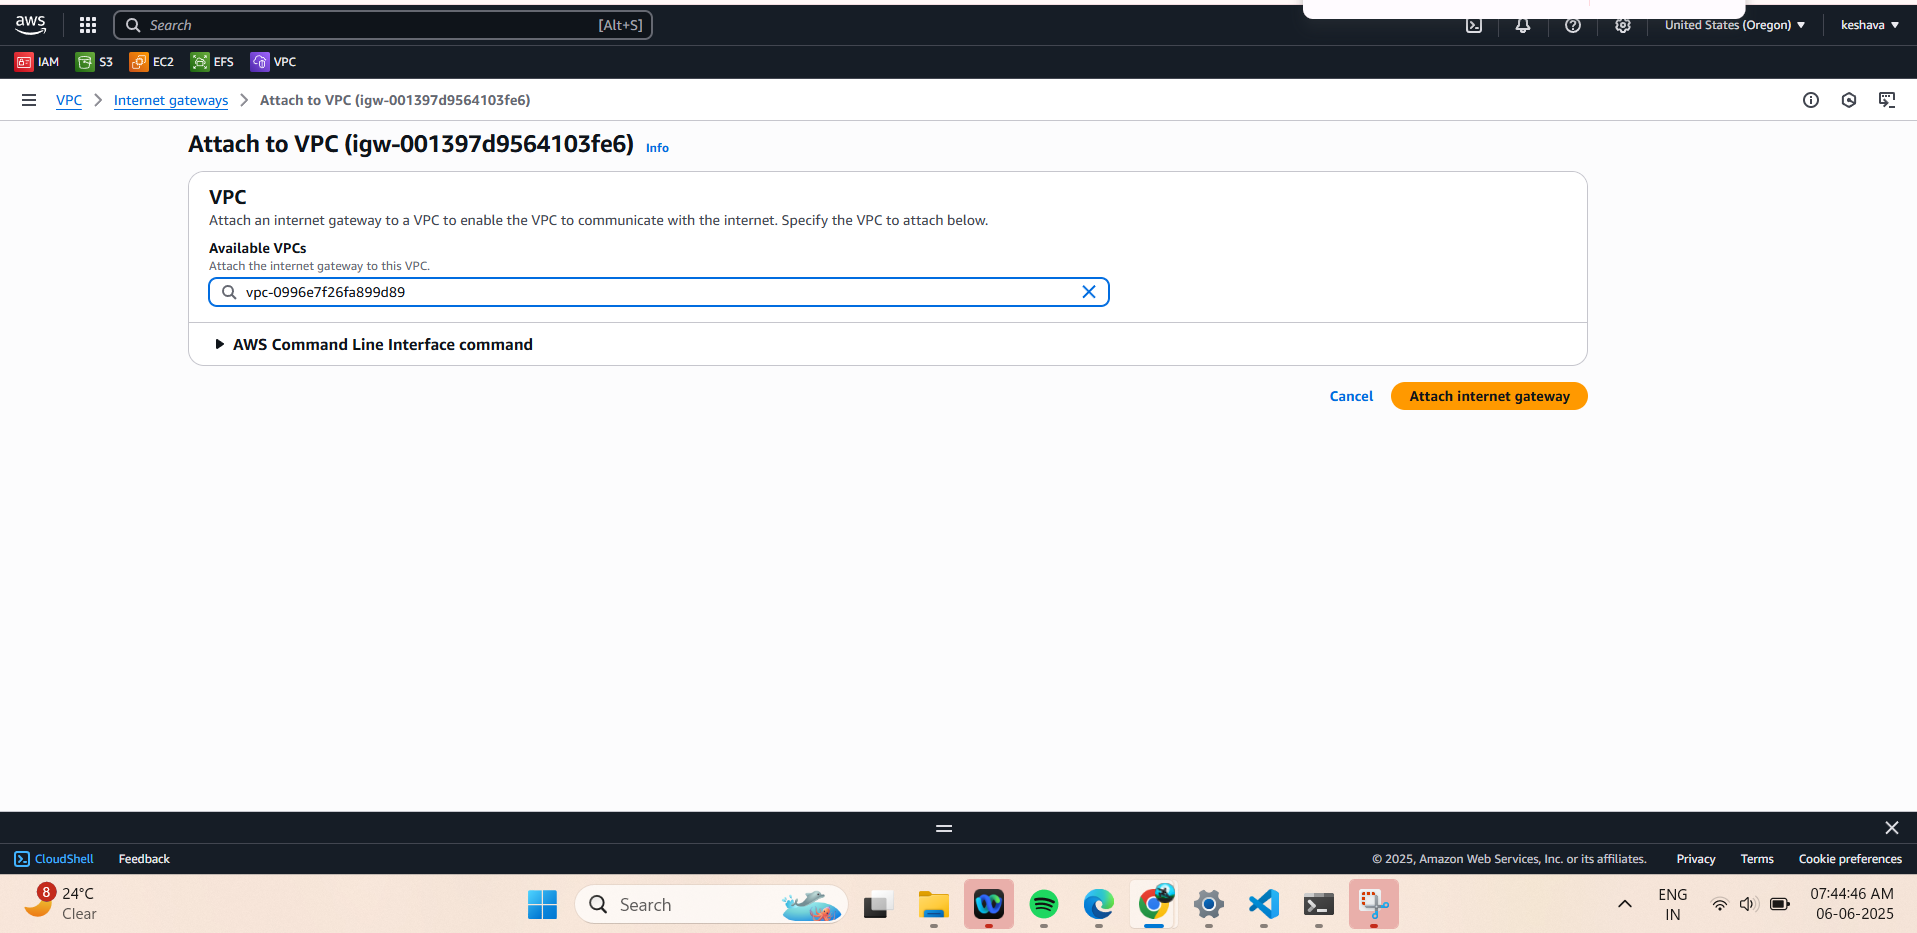 aws
Search [Alt+S]
United States (Oregon)
keshava
IAM S3 EC2 EFS VPC
VPC Internet gateways Attach to VPC (igw-001397d9564103fe6)
Attach to VPC (igw-001397d9564103fe6) Info
VPC
Attach an internet gateway to a VPC to enable the VPC to communicate with the internet. Specify the VPC to attach below.
Available VPCs
Attach the internet gateway to this VPC.
vpc-0996e7f26fa899d89
AWS Command Line Interface command
Cancel Attach internet gateway
CloudShell Feedback © 2025, Amazon Web Services, Inc. or its affiliates. Privacy Terms Cookie preferences
8
24°C
Clear
Search
ENG
IN
07:44:46 AM
06-06-2025